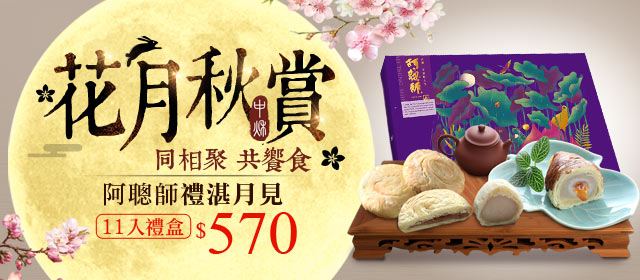 花月秋賞
中秋
同相聚 共饗食
阿聰師禮湛月見
11入禮盒 $570
阿聰師